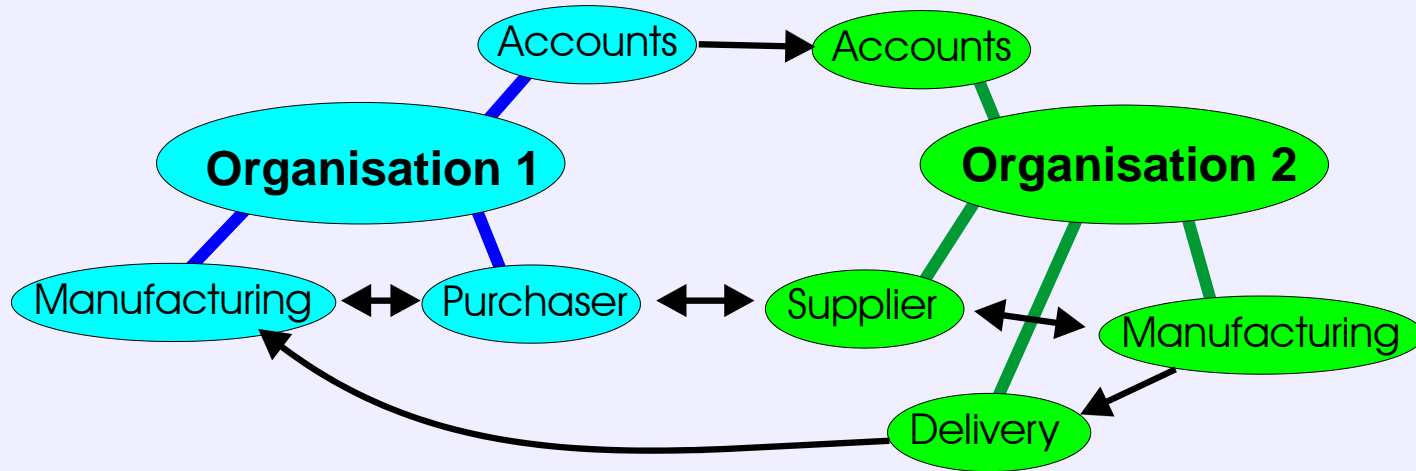 Accounts
Accounts
Organisation 1
Organisation 2
Manufacturing
Purchaser
Supplier
Manufacturing
Delivery